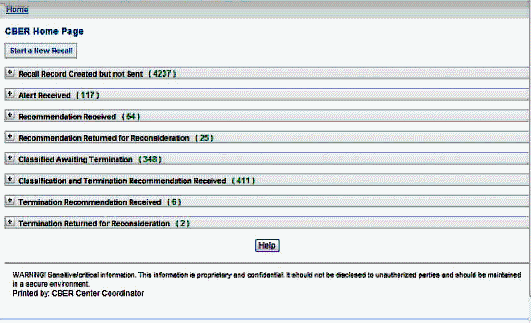 Home
CBER Home Page
Start a New Recall
Recall Record Created but not Sent ( 4237 )
Alert Received ( 117 )
Recommendation Received ( 54 )
Recommendation Returned for Reconsideration ( 25 )
Classified Awaiting Termination ( 348 )
Classification and Termination Recommendation Received ( 411 )
Termination Recommendation Received ( 6 )
Termination Returned for Reconsideration ( 2 )
Help
WARNING! Sensitive/critical information. This information is proprietary and confidential. It should not be disclosed to unauthorized parties and should be maintained
in a secure environment.
Printed by: CBER Center Coordinator